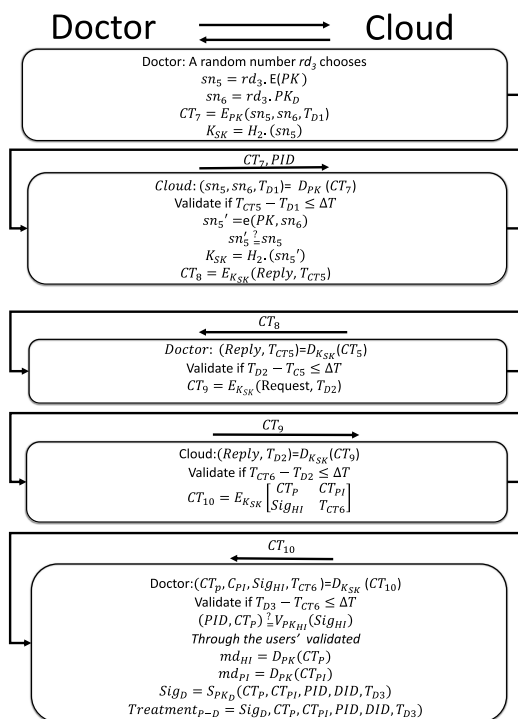 Doctor Cloud
Doctor: A random number rd₃ chooses
sn₅ = rd₃. E(PK)
sn₆ = rd₃. PK_D
CT₇ = E_PK(sn₅, sn₆, T_D1)
K_SK = H₂. (sn₅)
CT₇, PID
Cloud: (sn₅, sn₆, T_D1)= D_PK (CT₇)
Validate if T_CT5 − T_D1 ≤ ΔT
sn₅′ =e(PK, sn₆)
sn₅′ ≟ sn₅
K_SK = H₂. (sn₅′)
CT₈ = E_K_SK(Reply, T_CT5)
CT₈
Doctor: (Reply, T_CT5)=D_K_SK(CT₅)
Validate if T_D2 − T_C5 ≤ ΔT
CT₉ = E_K_SK(Request, T_D2)
CT₉
Cloud:(Reply, T_D2)=D_K_SK(CT₉)
Validate if T_CT6 − T_D2 ≤ ΔT
CT₁₀ = E_K_SK [CT_P CT_PI
Sig_HI T_CT6]
CT₁₀
Doctor:(CT_p, C_PI, Sig_HI, T_CT6)=D_K_SK (CT₁₀)
Validate if T_D3 − T_CT6 ≤ ΔT
(PID, CT_P) ≟ V_PK_HI(Sig_HI)
Through the users' validated
md_HI = D_PK(CT_P)
md_PI = D_PK(CT_PI)
Sig_D = S_PK_D(CT_P, CT_PI, PID, DID, T_D3)
Treatment_P−D = Sig_D, CT_P, CT_PI, PID, DID, T_D3)